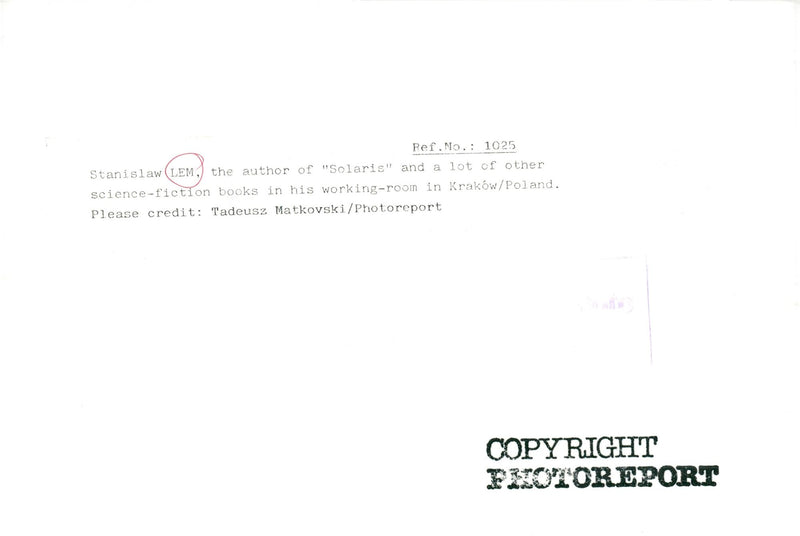 Ref.No.: 1025
Stanislaw LEM, the author of "Solaris" and a lot of other
science-fiction books in his working-room in Kraków/Poland.
Please credit: Tadeusz Matkovski/Photoreport
COPYRIGHT
PHOTOREPORT